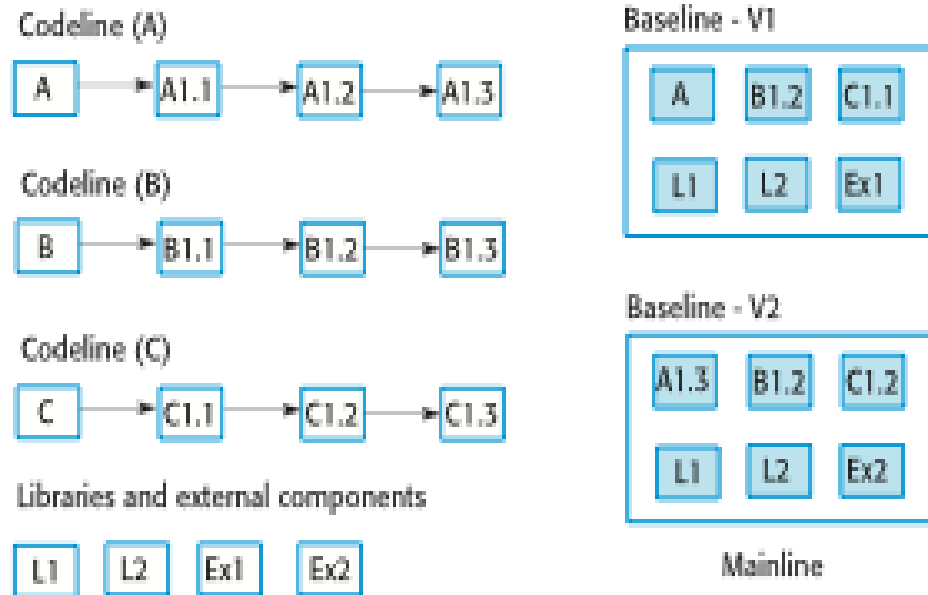 Codeline (A)
A A1.1 A1.2 A1.3
Codeline (B)
B B1.1 B1.2 B1.3
Codeline (C)
C C1.1 C1.2 C1.3
Libraries and external components
L1 L2 Ex1 Ex2
Baseline - V1
A B1.2 C1.1
L1 L2 Ex1
Baseline - V2
A1.3 B1.2 C1.2
L1 L2 Ex2
Mainline